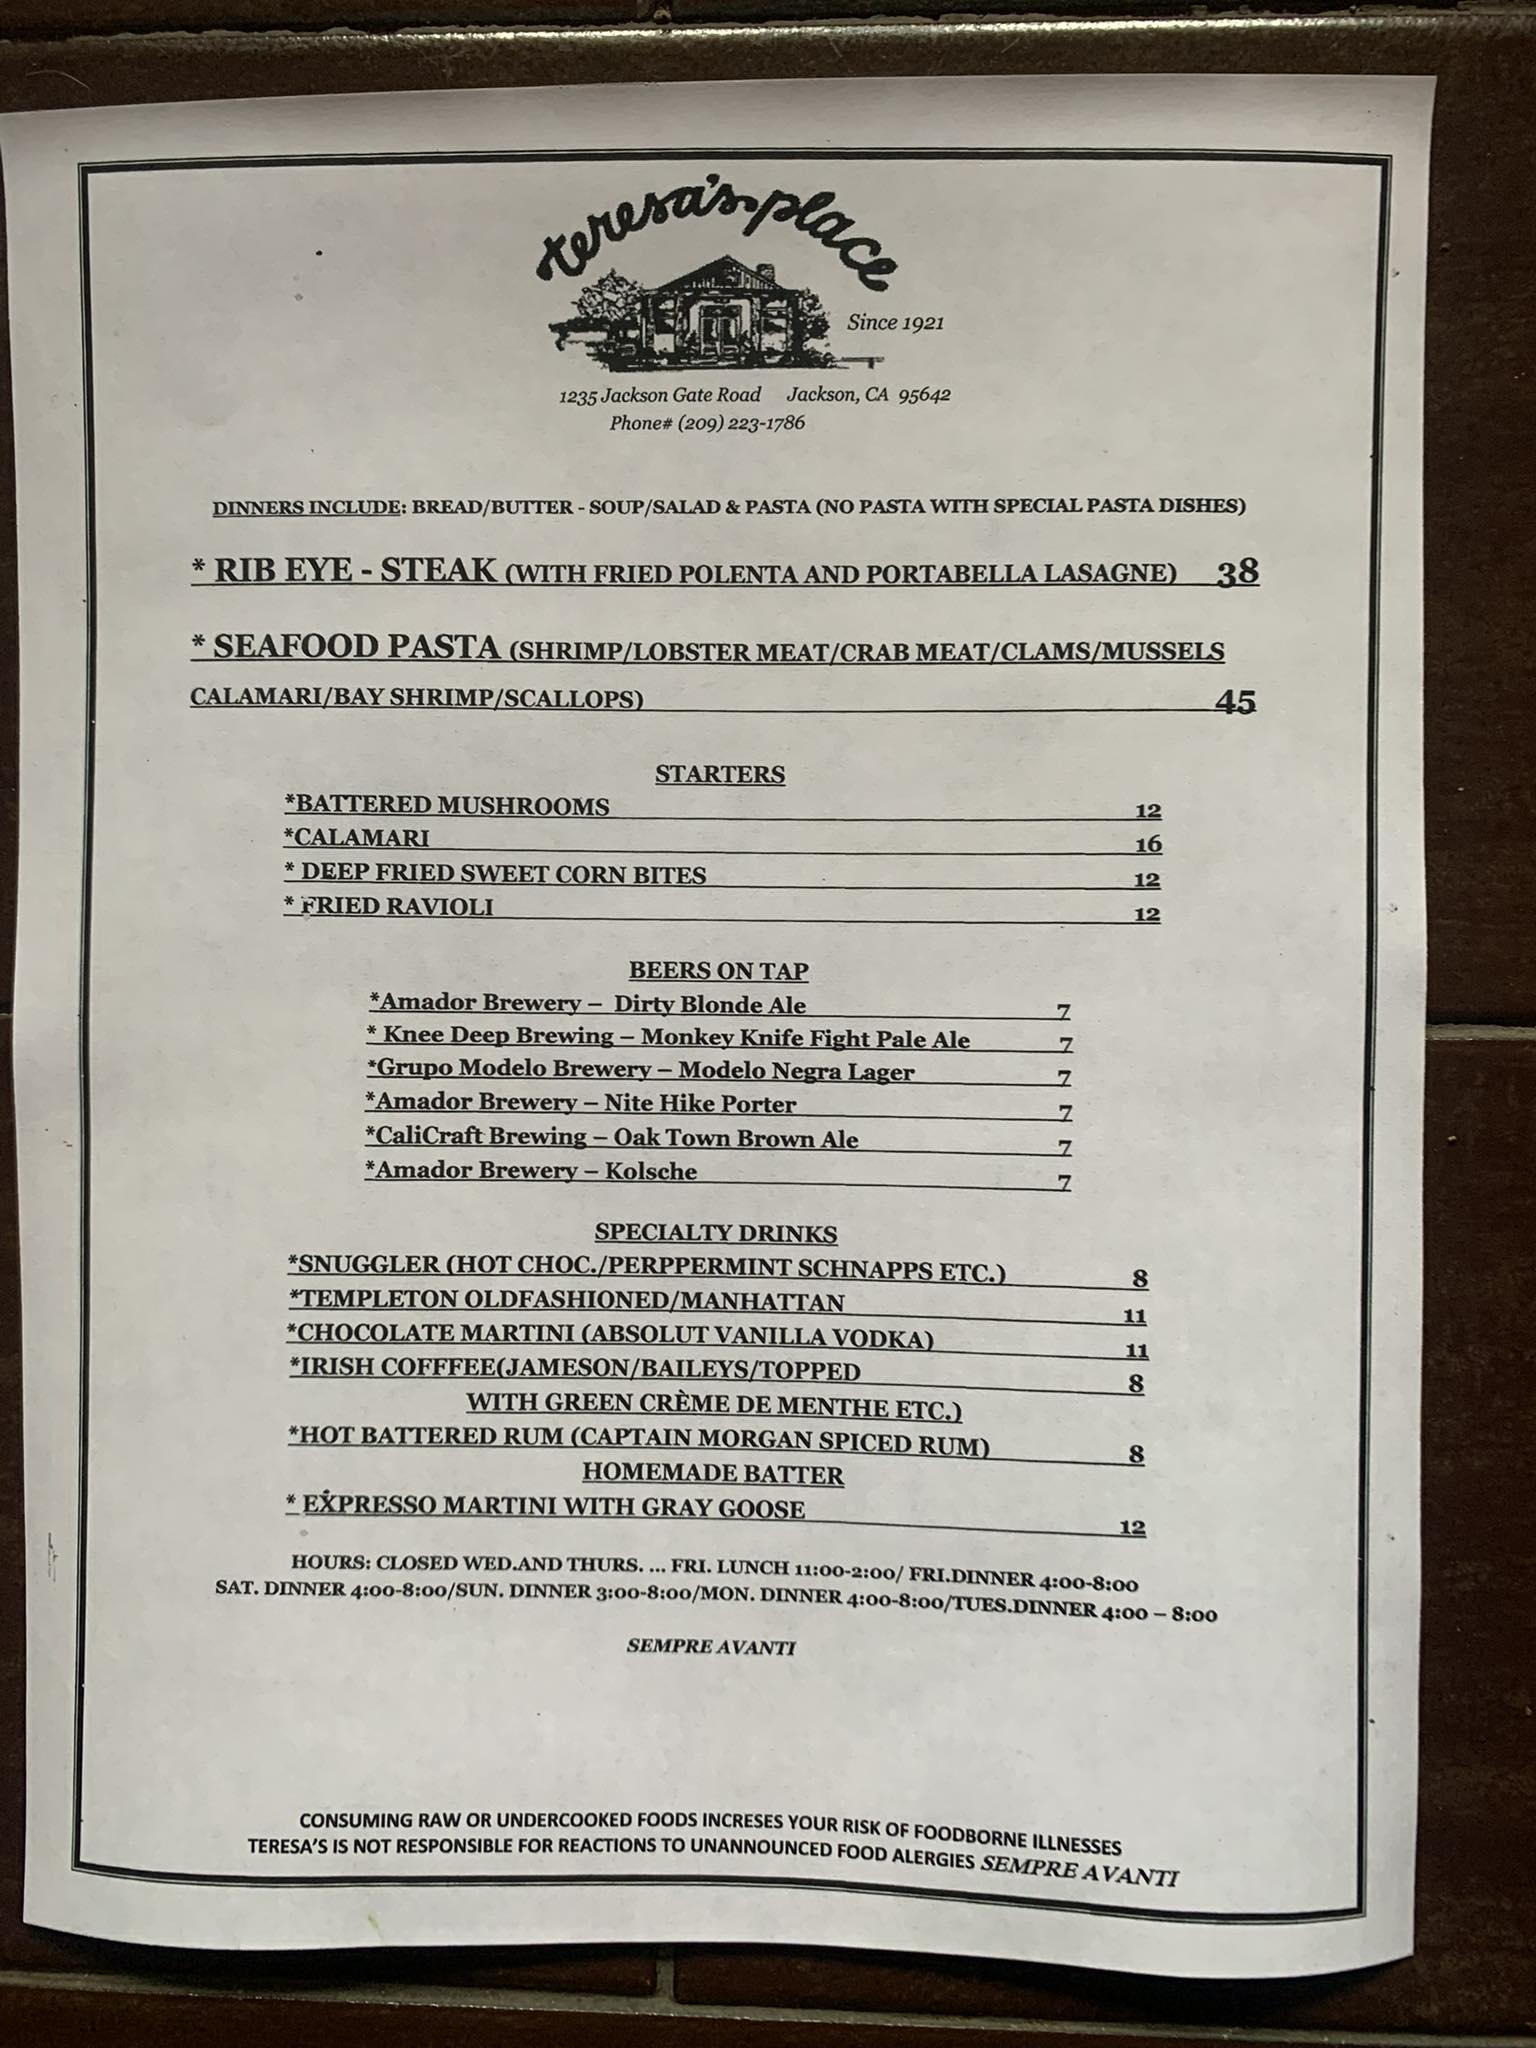 teresa's place
Since 1921
1235 Jackson Gate Road Jackson, CA 95642
Phone# (209) 223-1786
DINNERS INCLUDE: BREAD/BUTTER - SOUP/SALAD & PASTA (NO PASTA WITH SPECIAL PASTA DISHES)
* RIB EYE - STEAK (WITH FRIED POLENTA AND PORTABELLA LASAGNE) 38
* SEAFOOD PASTA (SHRIMP/LOBSTER MEAT/CRAB MEAT/CLAMS/MUSSELS
CALAMARI/BAY SHRIMP/SCALLOPS) 45
STARTERS
*BATTERED MUSHROOMS 12
*CALAMARI 16
* DEEP FRIED SWEET CORN BITES 12
* FRIED RAVIOLI 12
BEERS ON TAP
*Amador Brewery – Dirty Blonde Ale 7
* Knee Deep Brewing – Monkey Knife Fight Pale Ale 7
*Grupo Modelo Brewery – Modelo Negra Lager 7
*Amador Brewery – Nite Hike Porter 7
*CaliCraft Brewing – Oak Town Brown Ale 7
*Amador Brewery – Kolsche 7
SPECIALTY DRINKS
*SNUGGLER (HOT CHOC./PERPPERMINT SCHNAPPS ETC.) 8
*TEMPLETON OLDFASHIONED/MANHATTAN 11
*CHOCOLATE MARTINI (ABSOLUT VANILLA VODKA) 11
*IRISH COFFFEE(JAMESON/BAILEYS/TOPPED 8
WITH GREEN CRÈME DE MENTHE ETC.)
*HOT BATTERED RUM (CAPTAIN MORGAN SPICED RUM) 8
HOMEMADE BATTER
* EXPRESSO MARTINI WITH GRAY GOOSE 12
HOURS: CLOSED WED.AND THURS. ... FRI. LUNCH 11:00-2:00/ FRI.DINNER 4:00-8:00
SAT. DINNER 4:00-8:00/SUN. DINNER 3:00-8:00/MON. DINNER 4:00-8:00/TUES.DINNER 4:00 – 8:00
SEMPRE AVANTI
CONSUMING RAW OR UNDERCOOKED FOODS INCRESES YOUR RISK OF FOODBORNE ILLNESSES
TERESA'S IS NOT RESPONSIBLE FOR REACTIONS TO UNANNOUNCED FOOD ALERGIES SEMPRE AVANTI